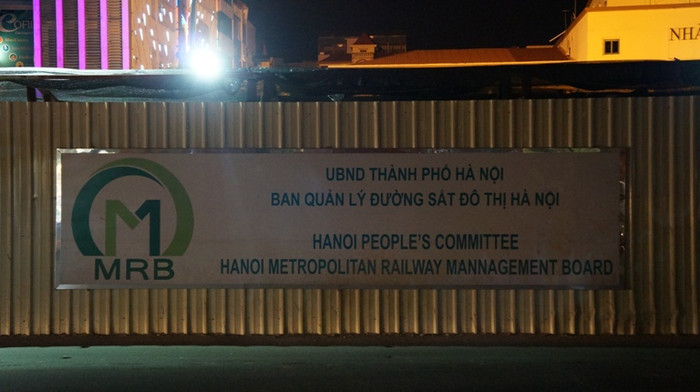 NHÀ
M
MRB
UBND THÀNH PHỐ HÀ NỘI
BAN QUẢN LÝ ĐƯỜNG SẮT ĐÔ THỊ HÀ NỘI
HANOI PEOPLE'S COMMITTEE
HANOI METROPOLITAN RAILWAY MANNAGEMENT BOARD